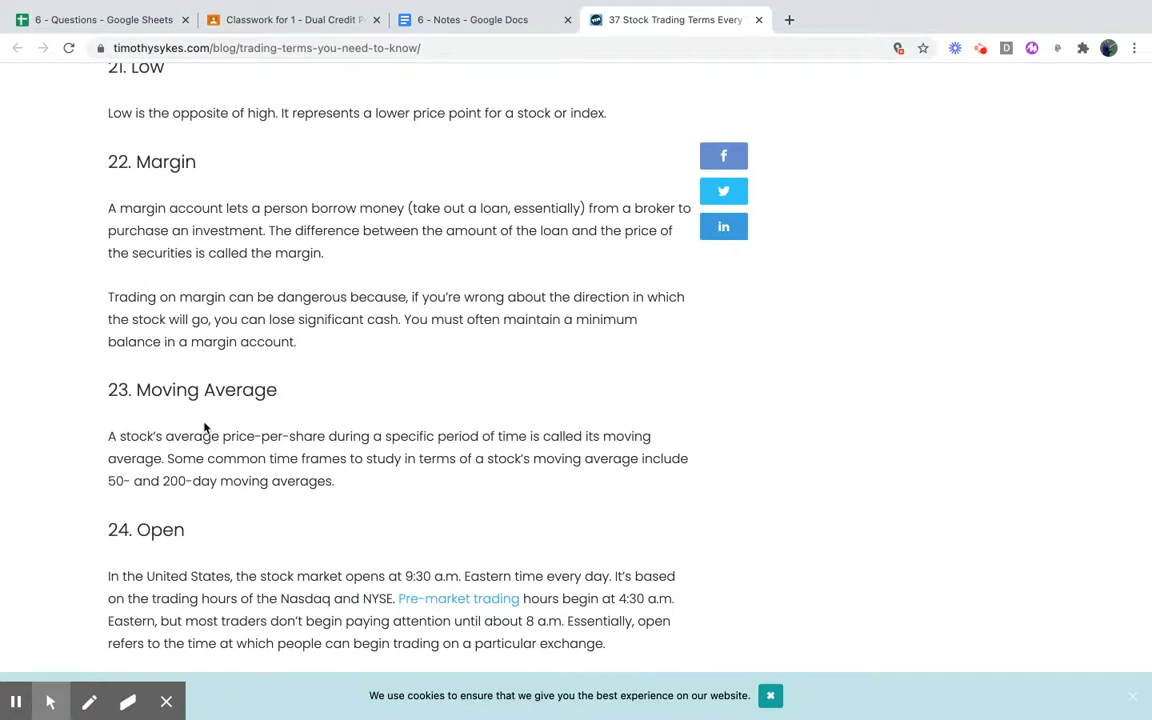 6 - Questions - Google Sheets
Classwork for 1 - Dual Credit P
6 - Notes - Google Docs
37 Stock Trading Terms Every
timothysykes.com/blog/trading-terms-you-need-to-know/
21. Low
Low is the opposite of high. It represents a lower price point for a stock or index.
22. Margin
A margin account lets a person borrow money (take out a loan, essentially) from a broker to
purchase an investment. The difference between the amount of the loan and the price of
the securities is called the margin.
Trading on margin can be dangerous because, if you’re wrong about the direction in which
the stock will go, you can lose significant cash. You must often maintain a minimum
balance in a margin account.
23. Moving Average
A stock’s average price-per-share during a specific period of time is called its moving
average. Some common time frames to study in terms of a stock’s moving average include
50- and 200-day moving averages.
24. Open
In the United States, the stock market opens at 9:30 a.m. Eastern time every day. It’s based
on the trading hours of the Nasdaq and NYSE. Pre-market trading hours begin at 4:30 a.m.
Eastern, but most traders don’t begin paying attention until about 8 a.m. Essentially, open
refers to the time at which people can begin trading on a particular exchange.
We use cookies to ensure that we give you the best experience on our website.